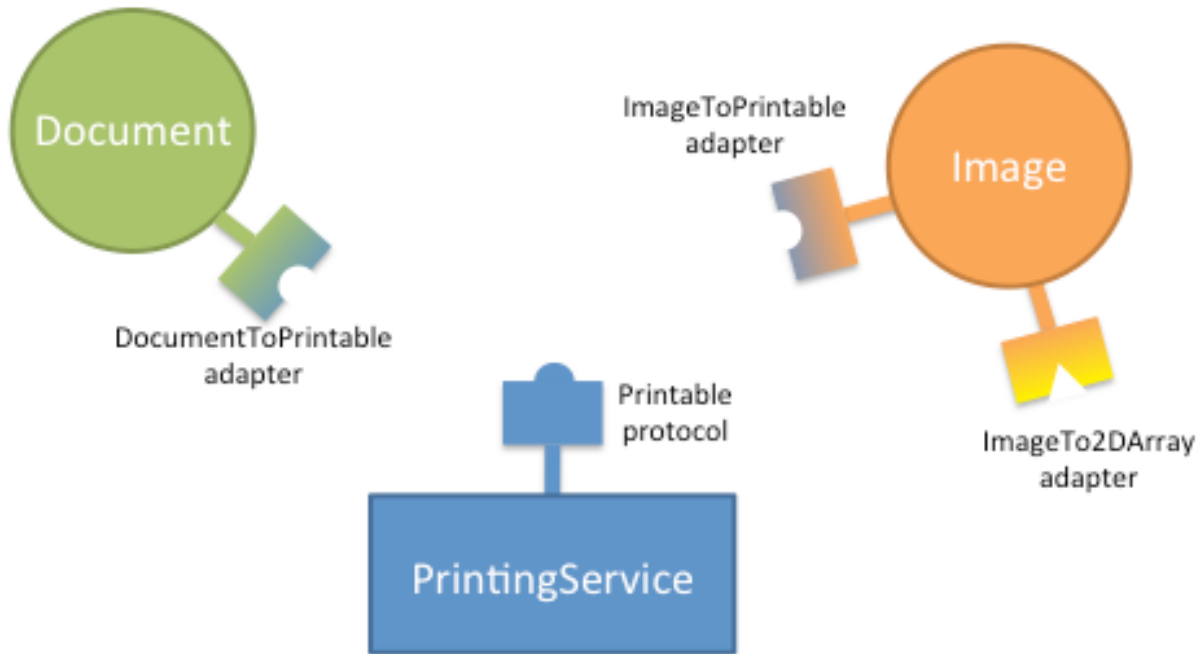 Document
ImageToPrintable
adapter
Image
DocumentToPrintable
adapter
Printable
protocol
ImageTo2DArray
adapter
PrintingService